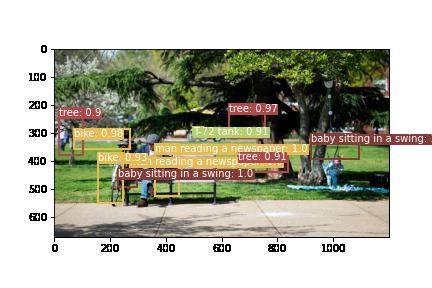 0
100
200
300
400
500
600
0
200
400
600
800
1000
tree: 0.9
tree: 0.97
bike: 0.98
T-72 tank: 0.91
baby sitting in a swing:
man reading a newspaper: 1.0
bike: 0.93
n reading a newspap
tree: 0.91
baby sitting in a swing: 1.0